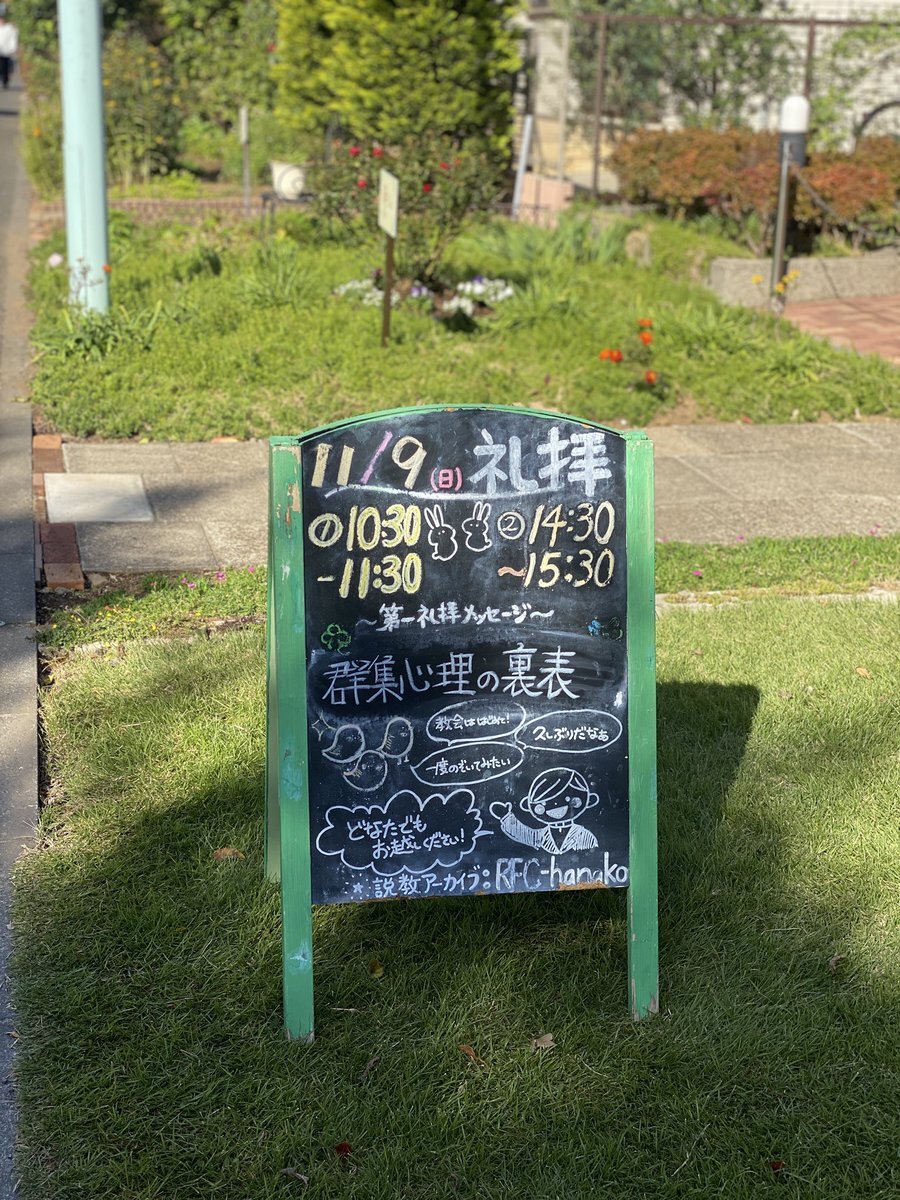 11/9(日)礼拝
①10:30
-11:30
②14:30
~15:30
~第一礼拝メッセージ~
群集心理の裏表
教会ははじめて!
久しぶりだなぁ
一度のぞいてみたい
どなたでも
お越しください!
説教アーカイブ:RFC-hanako